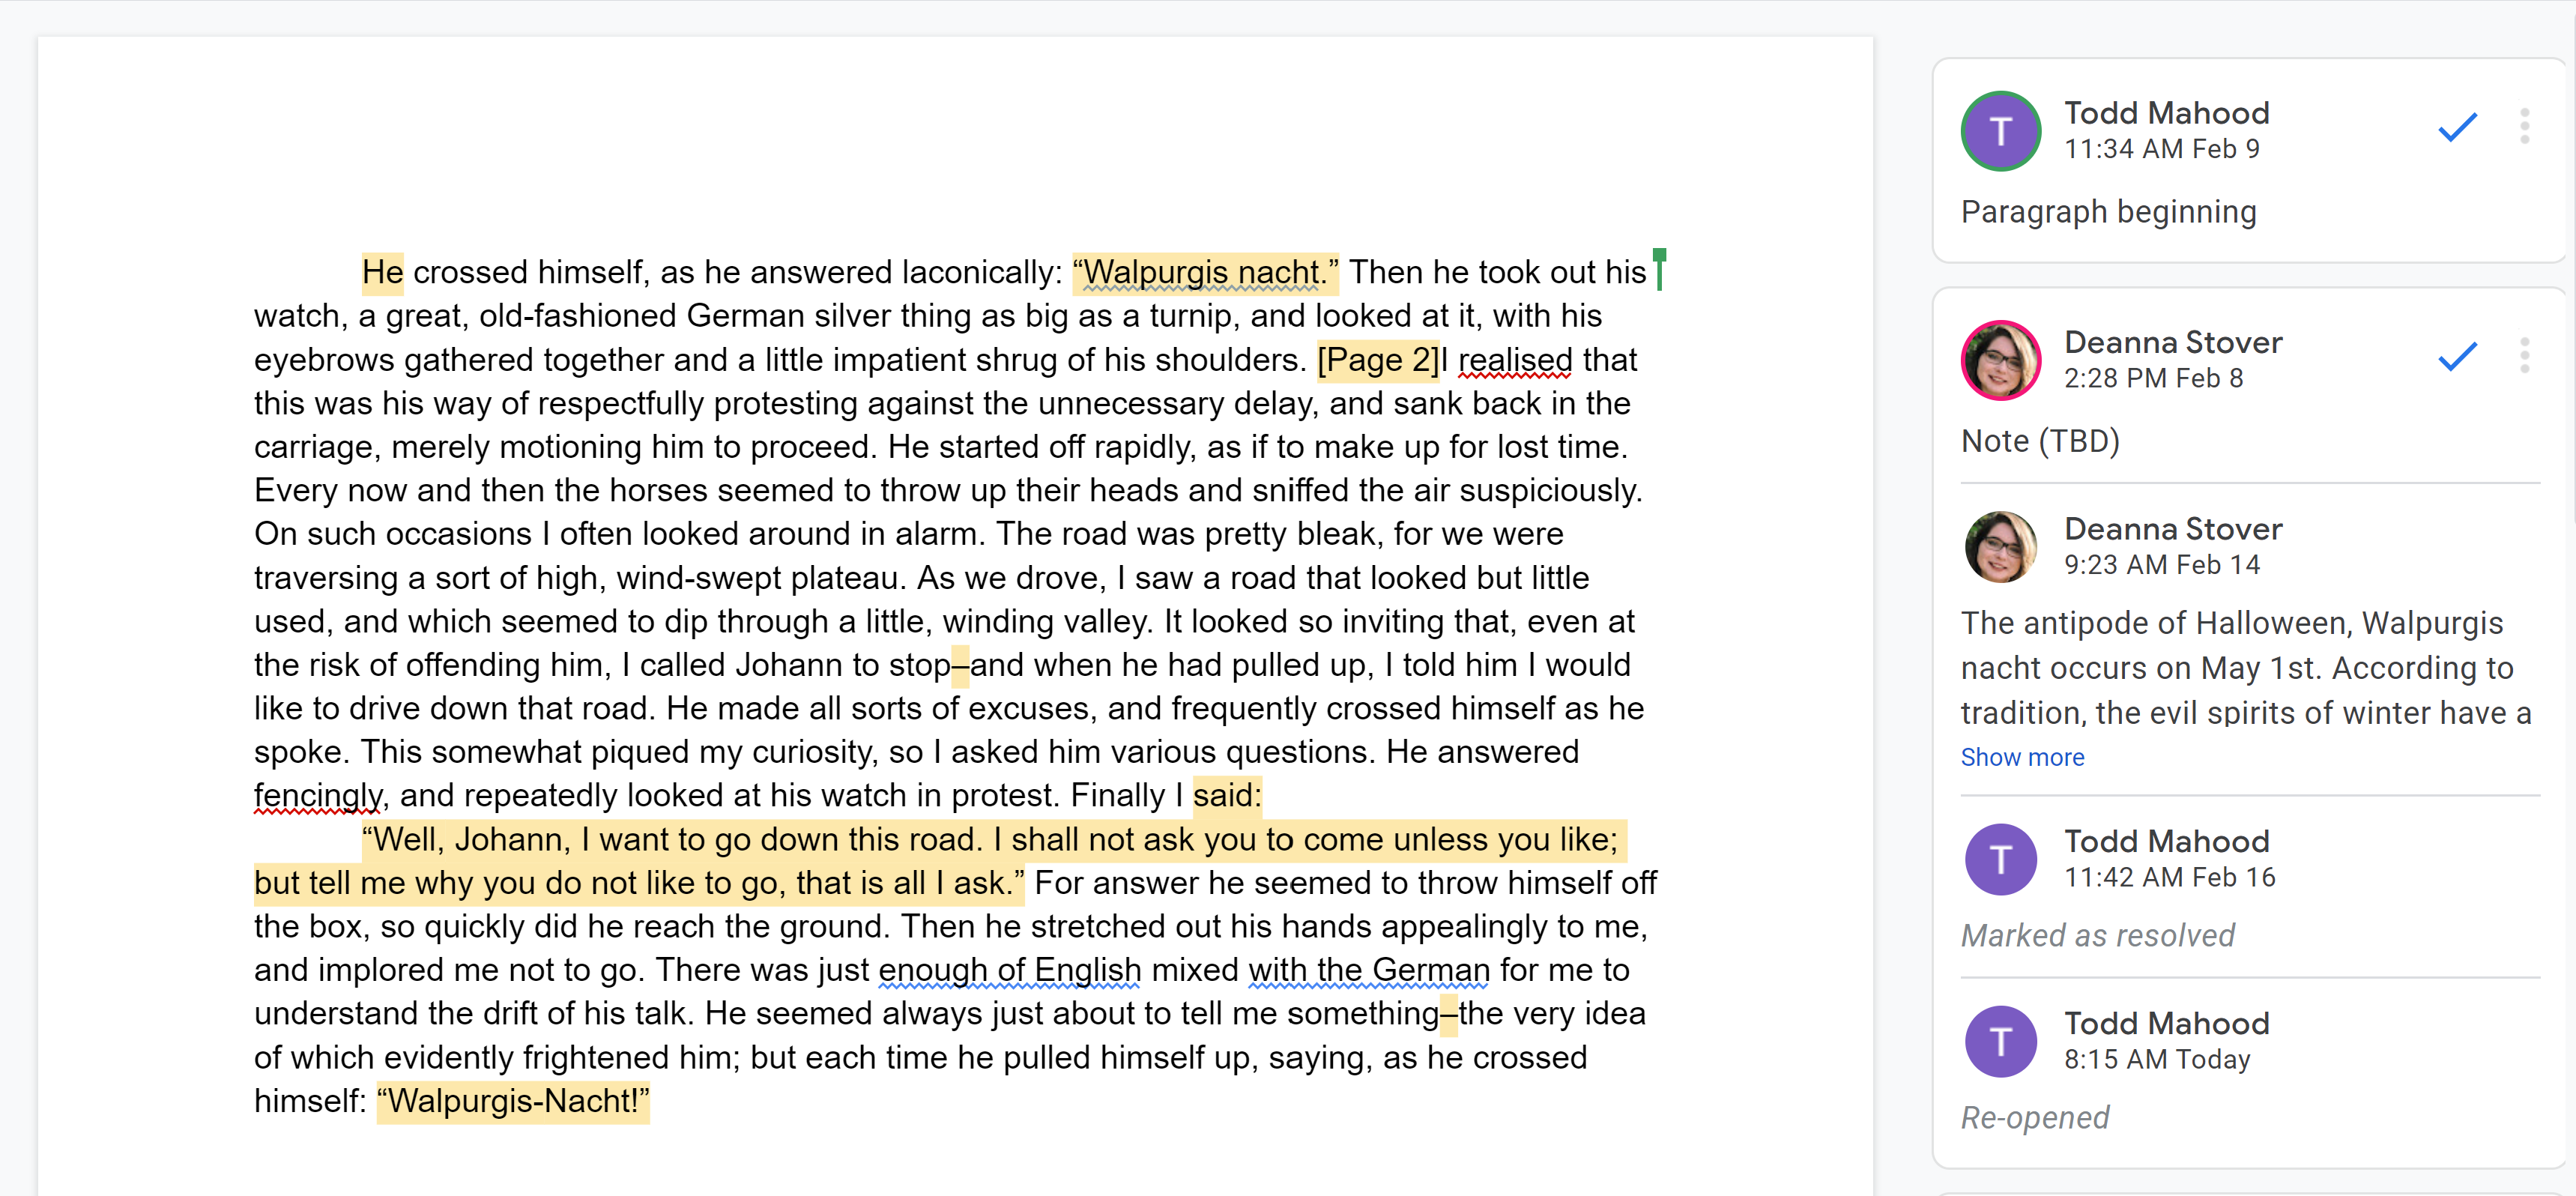 He crossed himself, as he answered laconically: “Walpurgis nacht.” Then he took out his
watch, a great, old-fashioned German silver thing as big as a turnip, and looked at it, with his
eyebrows gathered together and a little impatient shrug of his shoulders. [Page 2]I realised that
this was his way of respectfully protesting against the unnecessary delay, and sank back in the
carriage, merely motioning him to proceed. He started off rapidly, as if to make up for lost time.
Every now and then the horses seemed to throw up their heads and sniffed the air suspiciously.
On such occasions I often looked around in alarm. The road was pretty bleak, for we were
traversing a sort of high, wind-swept plateau. As we drove, I saw a road that looked but little
used, and which seemed to dip through a little, winding valley. It looked so inviting that, even at
the risk of offending him, I called Johann to stop–and when he had pulled up, I told him I would
like to drive down that road. He made all sorts of excuses, and frequently crossed himself as he
spoke. This somewhat piqued my curiosity, so I asked him various questions. He answered
fencingly, and repeatedly looked at his watch in protest. Finally I said:
“Well, Johann, I want to go down this road. I shall not ask you to come unless you like;
but tell me why you do not like to go, that is all I ask.” For answer he seemed to throw himself off
the box, so quickly did he reach the ground. Then he stretched out his hands appealingly to me,
and implored me not to go. There was just enough of English mixed with the German for me to
understand the drift of his talk. He seemed always just about to tell me something–the very idea
of which evidently frightened him; but each time he pulled himself up, saying, as he crossed
himself: “Walpurgis-Nacht!”
T
Todd Mahood
11:34 AM Feb 9
Paragraph beginning
Deanna Stover
2:28 PM Feb 8
Note (TBD)
Deanna Stover
9:23 AM Feb 14
The antipode of Halloween, Walpurgis
nacht occurs on May 1st. According to
tradition, the evil spirits of winter have a
Show more
T
Todd Mahood
11:42 AM Feb 16
Marked as resolved
T
Todd Mahood
8:15 AM Today
Re-opened